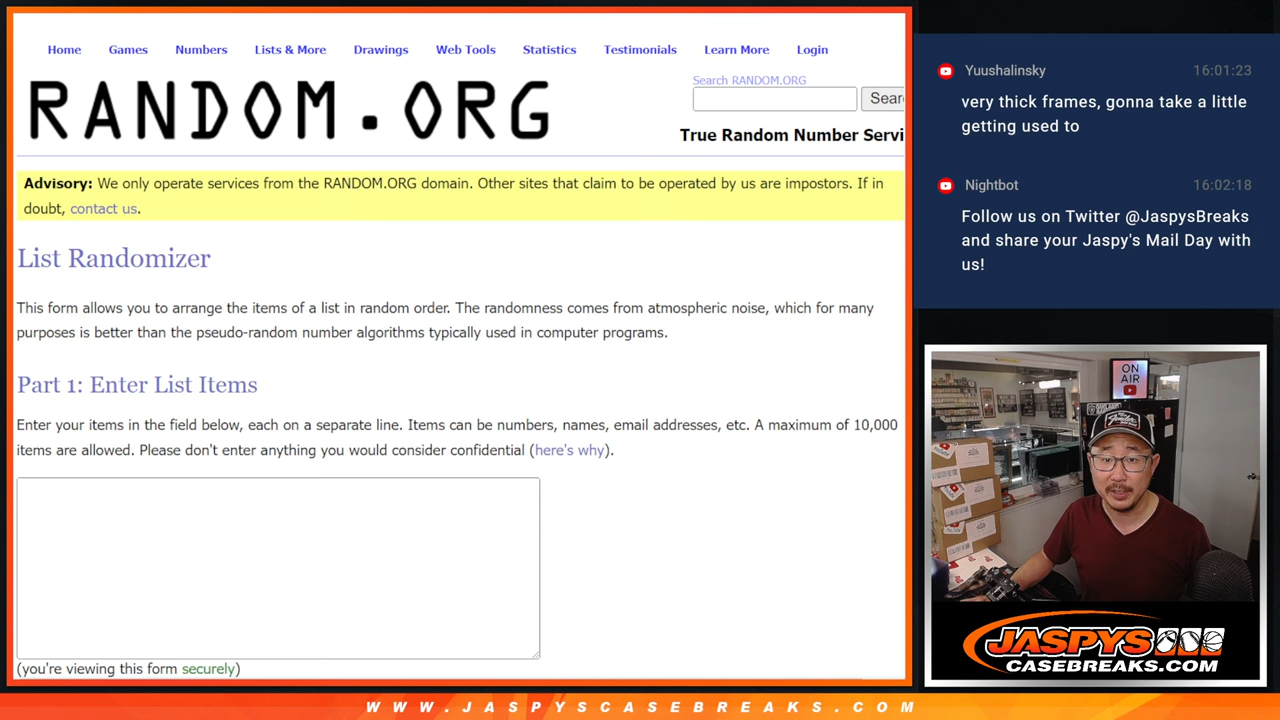 Home Games Numbers Lists & More Drawings Web Tools Statistics Testimonials Learn More Login
RANDOM.ORG
Search RANDOM.ORG
Sear
True Random Number Servi
Advisory: We only operate services from the RANDOM.ORG domain. Other sites that claim to be operated by us are impostors. If in
doubt, contact us.
List Randomizer
This form allows you to arrange the items of a list in random order. The randomness comes from atmospheric noise, which for many
purposes is better than the pseudo-random number algorithms typically used in computer programs.
Part 1: Enter List Items
Enter your items in the field below, each on a separate line. Items can be numbers, names, email addresses, etc. A maximum of 10,000
items are allowed. Please don't enter anything you would consider confidential (here's why).
(you're viewing this form securely)
Yuushalinsky 16:01:23
very thick frames, gonna take a little
getting used to
Nightbot 16:02:18
Follow us on Twitter @JaspysBreaks
and share your Jaspy's Mail Day with
us!
ON
AIR
JASPYS
CASEBREAKS.COM
WWW.JASPYSCASEBREAKS.COM